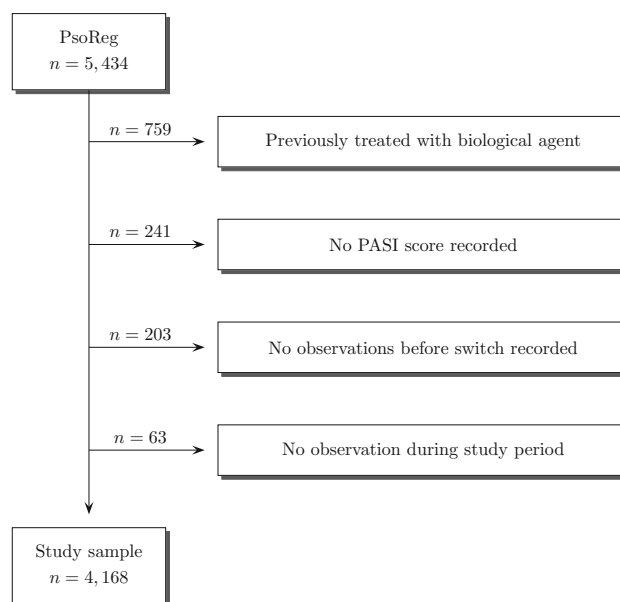 PsoReg
n = 5, 434
n = 759
Previously treated with biological agent
n = 241
No PASI score recorded
n = 203
No observations before switch recorded
n = 63
No observation during study period
Study sample
n = 4, 168